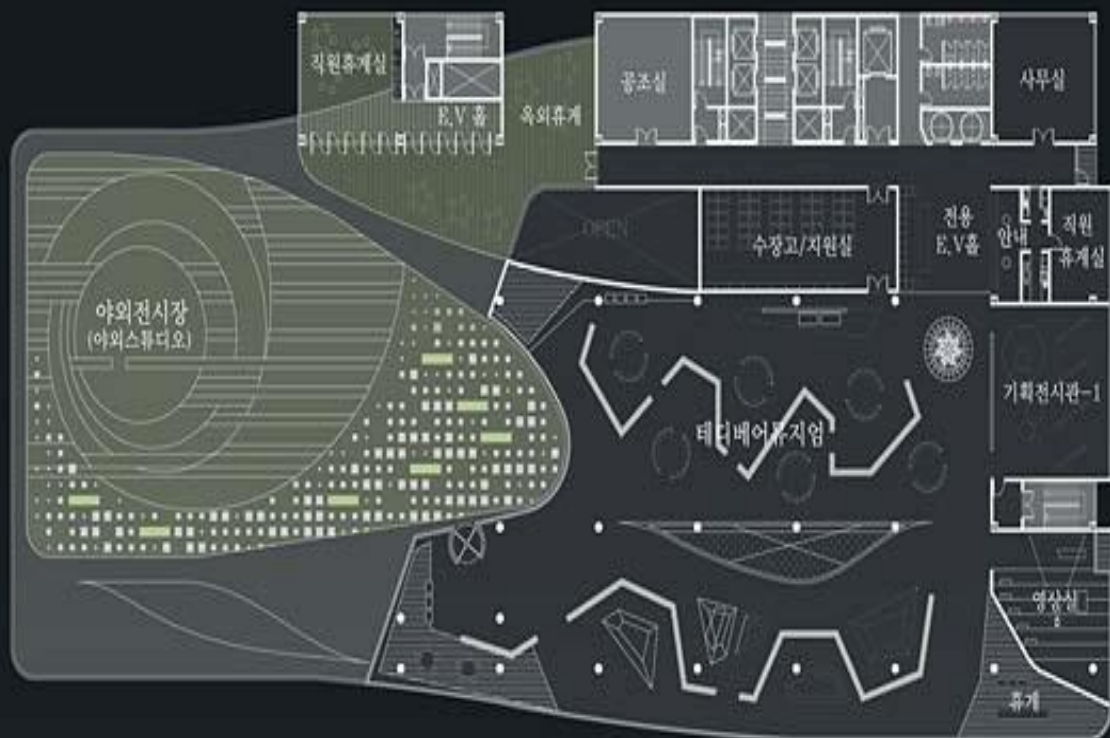 직원휴게실
E.V 홀
옥외휴게
공조실
사무실
OPEN
수장고/지원실
전용
E.V홀
안내
직원
휴게실
야외전시장
(야외스튜디오)
기획전시관-1
테디베어뮤지엄
영상실
휴게